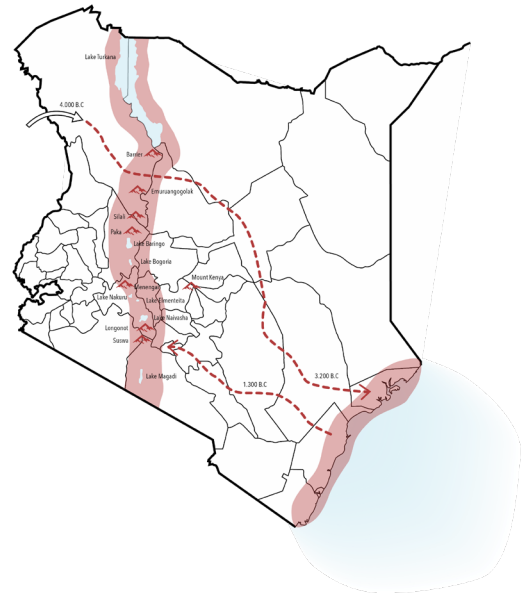 Lake Turkana
4.000 B.C
Barrier
Emuruangogolak
Silali
Paka
Lake Baringo
Lake Bogoria
Mount Kenya
Menengai
Lake Nakuru
Lake Elmenteita
Lake Naivasha
Longonot
Suswa
Lake Magadi
3.200 B.C
1.300 B.C